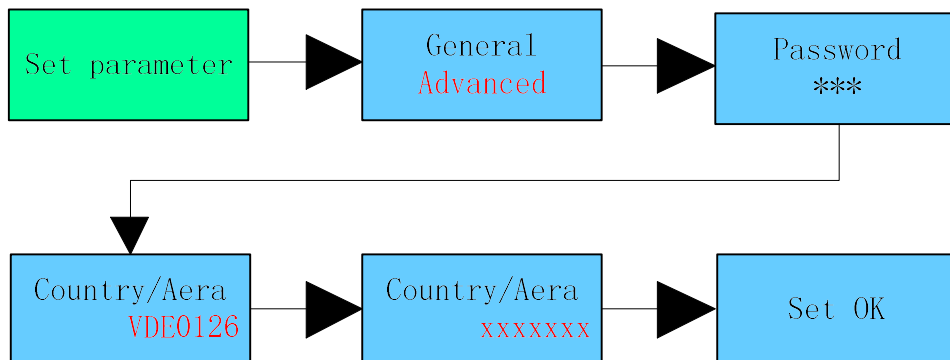 Set parameter
General
Advanced
Password
***
Country/Aera
VDE0126
Country/Aera
xxxxxxx
Set OK